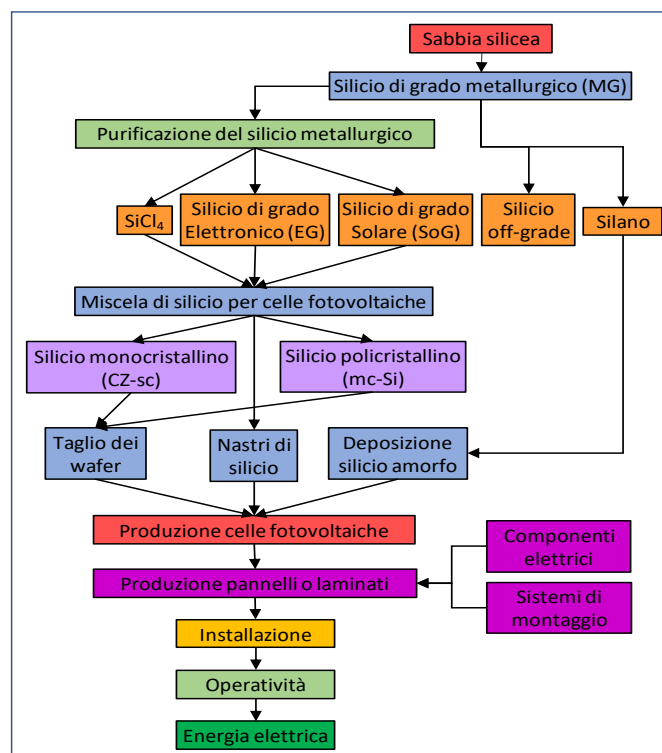 Sabbia silicea
Silicio di grado metallurgico (MG)
Purificazione del silicio metallurgico
SiCl₄
Silicio di grado
Elettronico (EG)
Silicio di grado
Solare (SoG)
Silicio
off-grade
Silano
Miscela di silicio per celle fotovoltaiche
Silicio monocristallino
(CZ-sc)
Silicio policristallino
(mc-Si)
Taglio dei
wafer
Nastri di
silicio
Deposizione
silicio amorfo
Produzione celle fotovoltaiche
Componenti
elettrici
Produzione pannelli o laminati
Sistemi di
montaggio
Installazione
Operatività
Energia elettrica